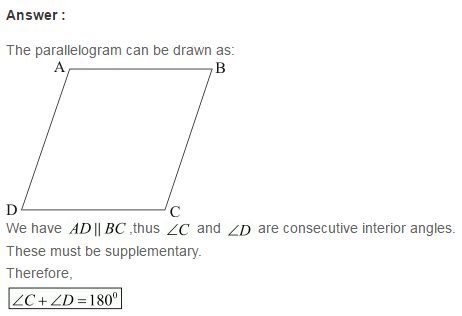 Answer :
The parallelogram can be drawn as:
A B
D C
We have AD || BC ,thus ∠C and ∠D are consecutive interior angles.
These must be supplementary.
Therefore,
∠C + ∠D = 180⁰